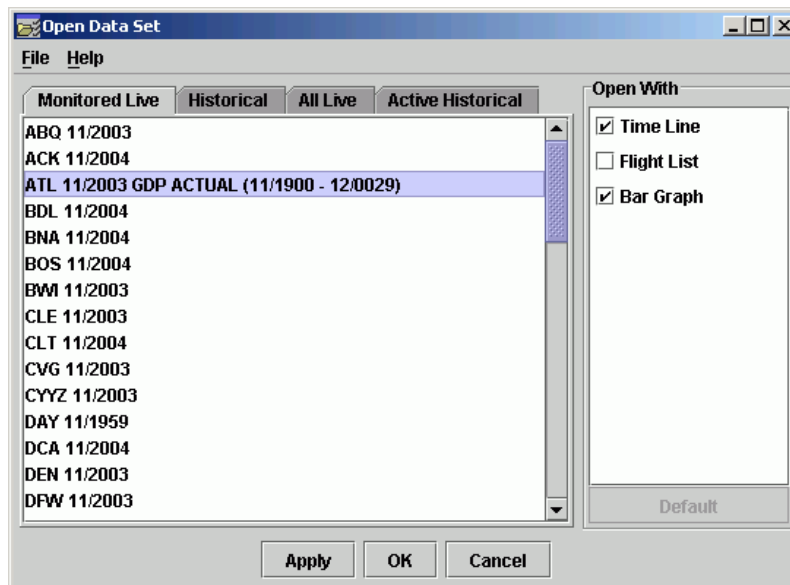 Open Data Set
File Help
Monitored Live Historical All Live Active Historical
Open With
ABQ 11/2003
ACK 11/2004
ATL 11/2003 GDP ACTUAL (11/1900 - 12/0029)
BDL 11/2004
BNA 11/2004
BOS 11/2004
BWI 11/2003
CLE 11/2003
CLT 11/2004
CVG 11/2003
CYYZ 11/2003
DAY 11/1959
DCA 11/2004
DEN 11/2003
DFW 11/2003
Time Line
Flight List
Bar Graph
Default
Apply OK Cancel